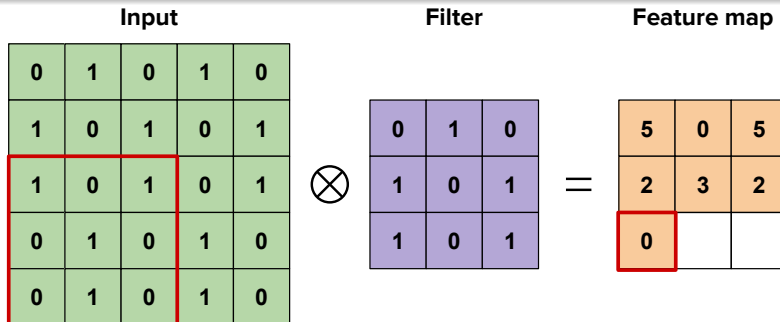 Input Filter Feature map
0 1 0 1 0
1 0 1 0 1 0 1 0 5 0 5
1 0 1 0 1 ⊗ 1 0 1 = 2 3 2
0 1 0 1 0 1 0 1 0
0 1 0 1 0